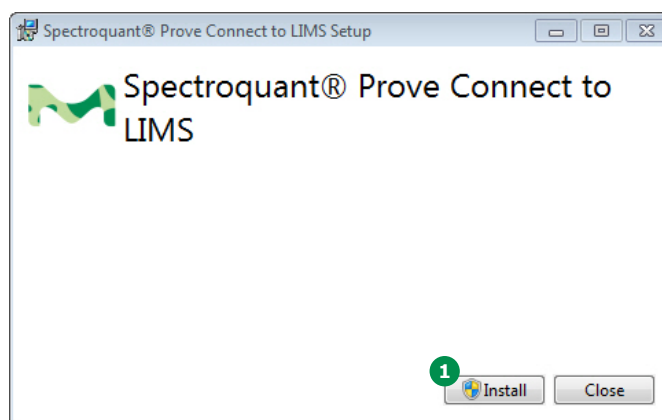 Spectroquant® Prove Connect to LIMS Setup
Spectroquant® Prove Connect to
LIMS
1
Install Close